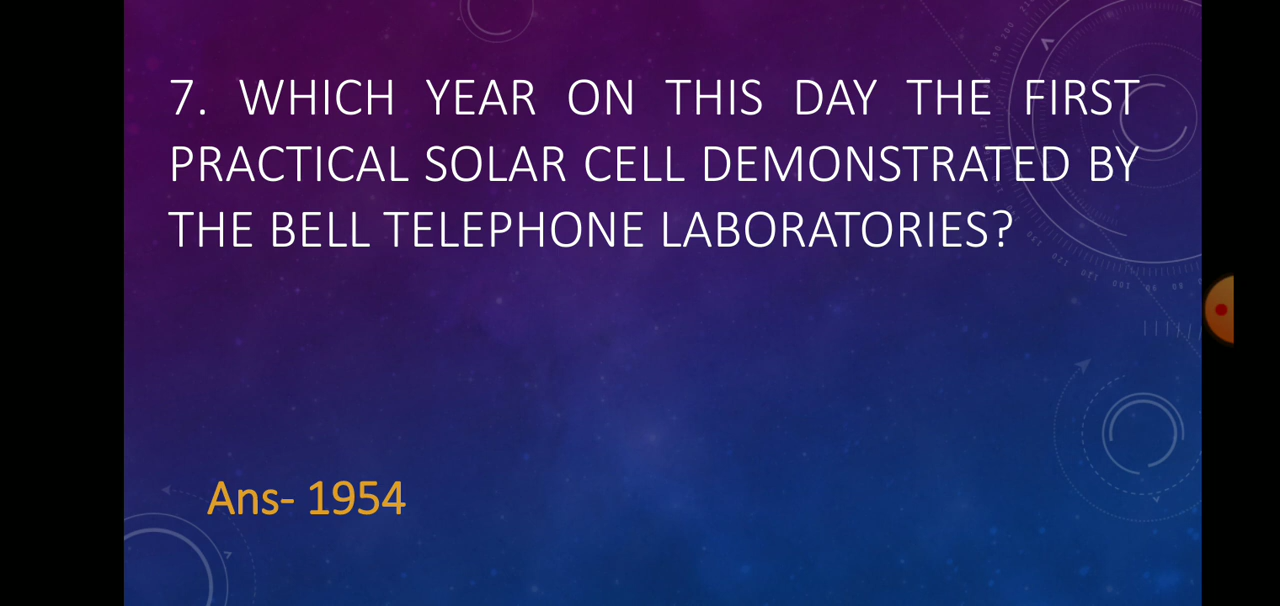 7. WHICH YEAR ON THIS DAY THE FIRST
PRACTICAL SOLAR CELL DEMONSTRATED BY
THE BELL TELEPHONE LABORATORIES?
Ans- 1954